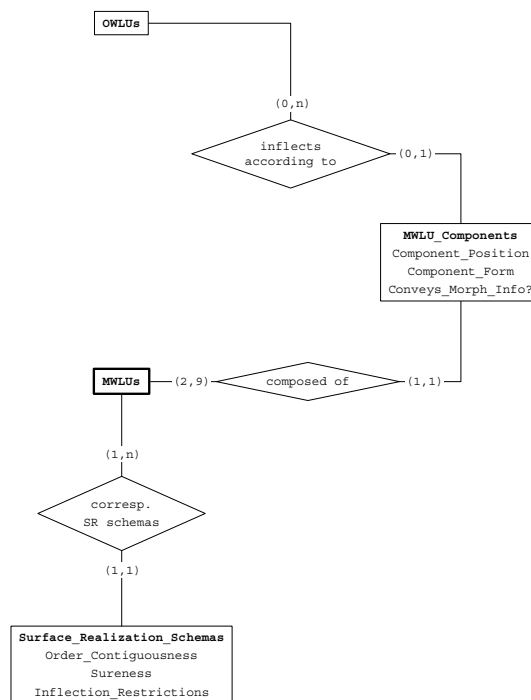 OWLUs
(0,n)
inflects
according to
(0,1)
MWLU_Components
Component_Position
Component_Form
Conveys_Morph_Info?
MWLUs
(2,9)
composed of
(1,1)
(1,n)
corresp.
SR schemas
(1,1)
Surface_Realization_Schemas
Order_Contiguousness
Sureness
Inflection_Restrictions